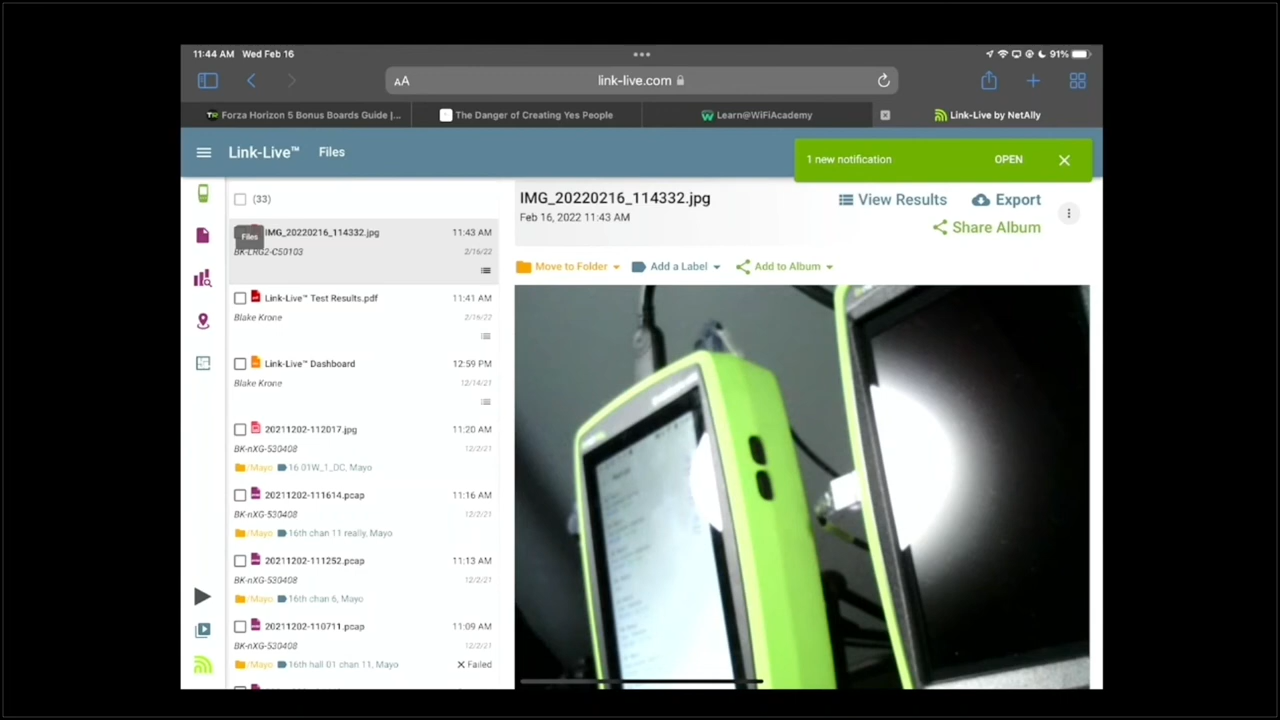 11:44 AM Wed Feb 16
91%
AA link-live.com
Forza Horizon 5 Bonus Boards Guide |...
The Danger of Creating Yes People
Learn@WiFiAcademy
Link-Live by NetAlly
Link-Live™ Files
1 new notification OPEN
(33)
IMG_20220216_114332.jpg 11:43 AM
Files
BK-LRG2-C50103 2/16/22
Link-Live™ Test Results.pdf 11:41 AM
Blake Krone 2/16/22
Link-Live™ Dashboard 12:59 PM
Blake Krone 12/14/21
20211202-112017.jpg 11:20 AM
BK-nXG-530408 12/2/21
/Mayo 16 01W_1_DC, Mayo
20211202-111614.pcap 11:16 AM
BK-nXG-530408 12/2/21
/Mayo 16th chan 11 really, Mayo
20211202-111252.pcap 11:13 AM
BK-nXG-530408 12/2/21
/Mayo 16th chan 6, Mayo
20211202-110711.pcap 11:09 AM
BK-nXG-530408 12/2/21
/Mayo 16th hall 01 chan 11, Mayo Failed
IMG_20220216_114332.jpg
Feb 16, 2022 11:43 AM
View Results Export
Share Album
Move to Folder Add a Label Add to Album